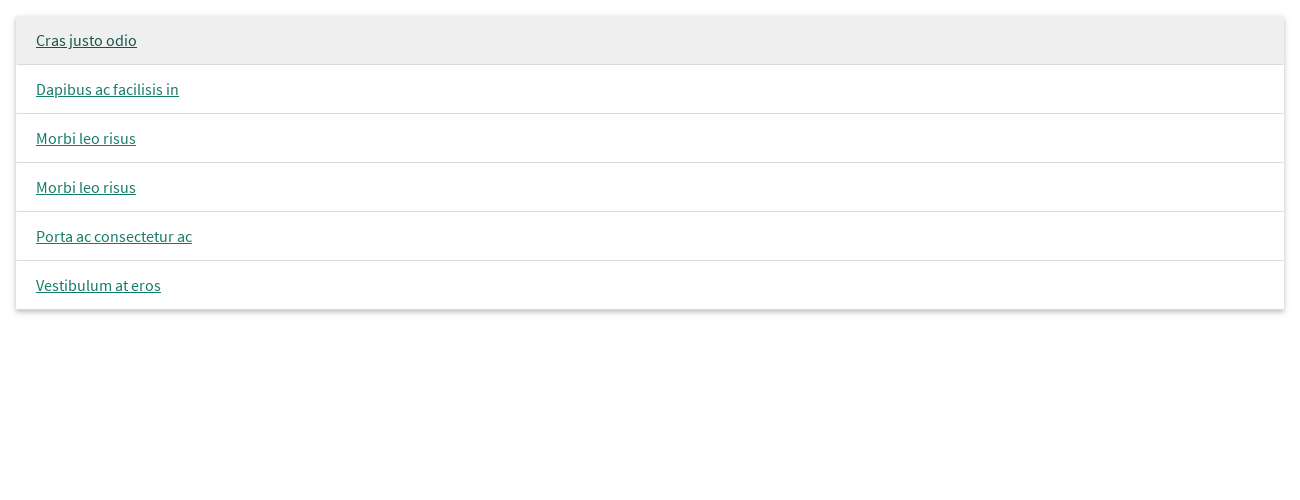 Cras justo odio
Dapibus ac facilisis in
Morbi leo risus
Morbi leo risus
Porta ac consectetur ac
Vestibulum at eros